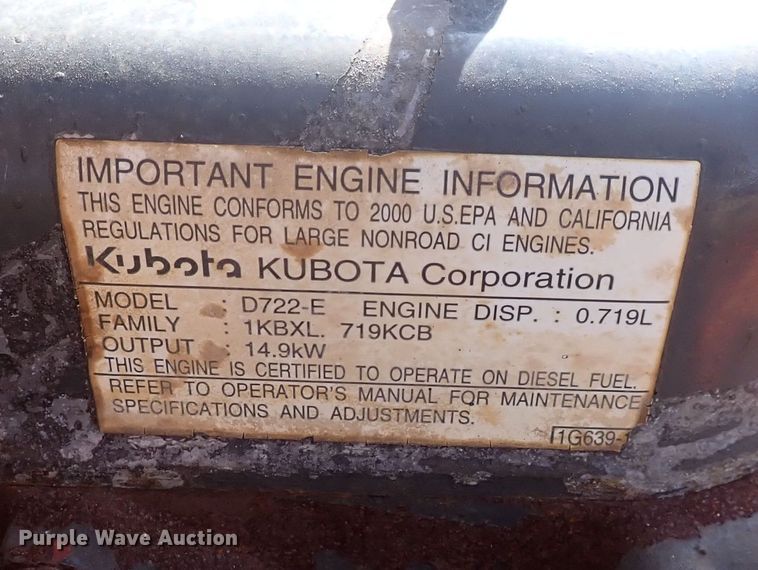 IMPORTANT ENGINE INFORMATION
THIS ENGINE CONFORMS TO 2000 U.S.EPA AND CALIFORNIA
REGULATIONS FOR LARGE NONROAD CI ENGINES.
Kubota KUBOTA Corporation
MODEL : D722-E ENGINE DISP. : 0.719L
FAMILY : 1KBXL. 719KCB
OUTPUT : 14.9kW
THIS ENGINE IS CERTIFIED TO OPERATE ON DIESEL FUEL.
REFER TO OPERATOR'S MANUAL FOR MAINTENANCE
SPECIFICATIONS AND ADJUSTMENTS.
1G639-1
Purple Wave Auction